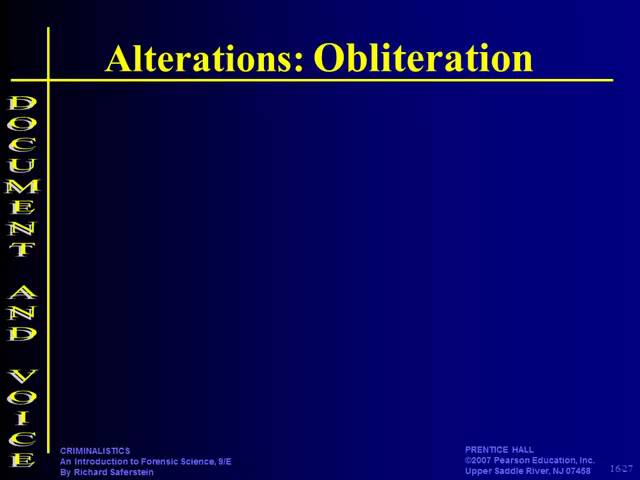 Alterations: Obliteration
DOCUMENT AND VOICE
CRIMINALISTICS
An Introduction to Forensic Science, 9/E
By Richard Saferstein
PRENTICE HALL
©2007 Pearson Education, Inc.
Upper Saddle River, NJ 07458
16-27